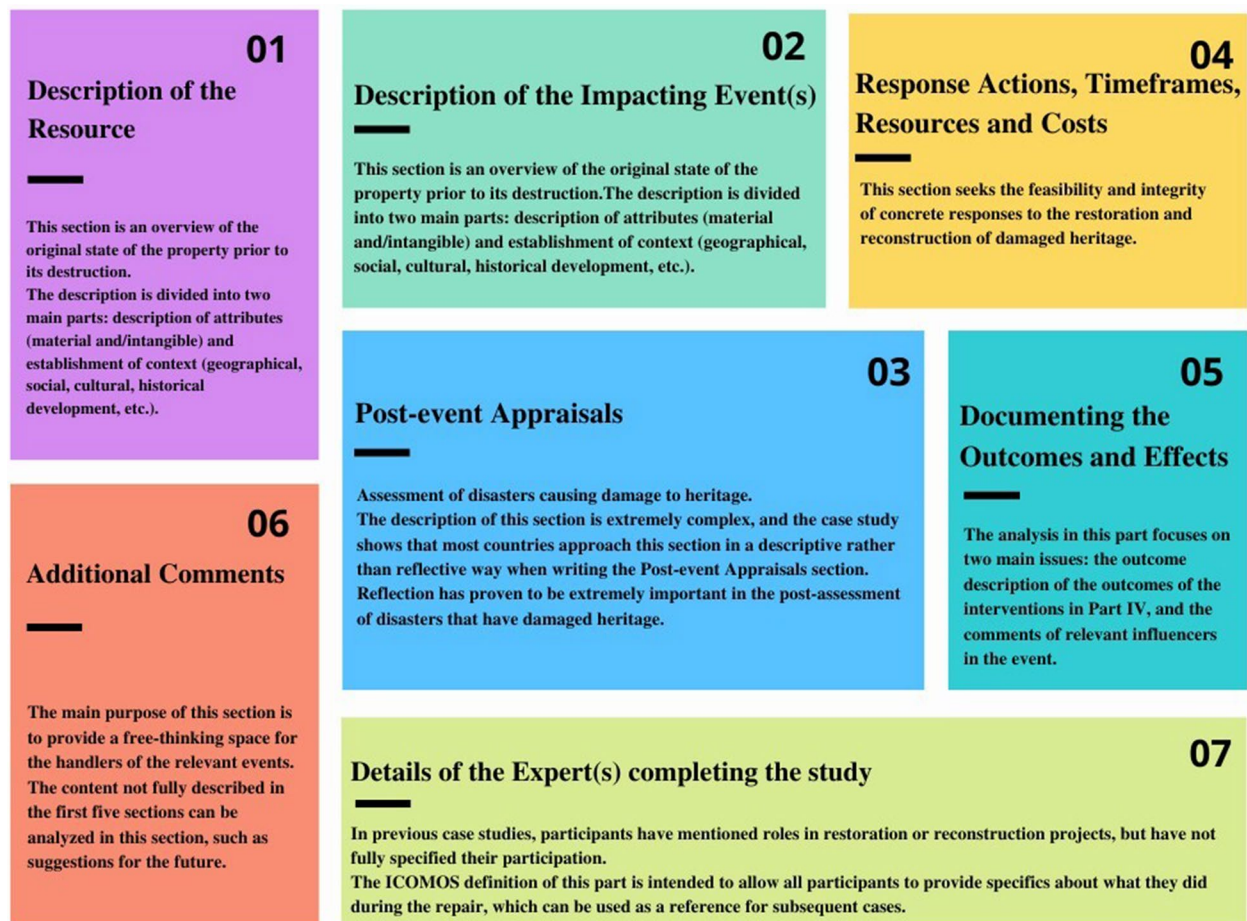 01
Description of the
Resource
This section is an overview of the
original state of the property prior to
its destruction.
The description is divided into two
main parts: description of attributes
(material and/intangible) and
establishment of context (geographical,
social, cultural, historical
development, etc.).
02
Description of the Impacting Event(s)
This section is an overview of the original state of the
property prior to its destruction.The description is divided
into two main parts: description of attributes (material
and/intangible) and establishment of context (geographical,
social, cultural, historical development, etc.).
03
Post-event Appraisals
Assessment of disasters causing damage to heritage.
The description of this section is extremely complex, and the case study
shows that most countries approach this section in a descriptive rather
than reflective way when writing the Post-event Appraisals section.
Reflection has proven to be extremely important in the post-assessment
of disasters that have damaged heritage.
04
Response Actions, Timeframes,
Resources and Costs
This section seeks the feasibility and integrity
of concrete responses to the restoration and
reconstruction of damaged heritage.
05
Documenting the
Outcomes and Effects
The analysis in this part focuses on
two main issues: the outcome
description of the outcomes of the
interventions in Part IV, and the
comments of relevant influencers
in the event.
06
Additional Comments
The main purpose of this section is
to provide a free-thinking space for
the handlers of the relevant events.
The content not fully described in
the first five sections can be
analyzed in this section, such as
suggestions for the future.
07
Details of the Expert(s) completing the study
In previous case studies, participants have mentioned roles in restoration or reconstruction projects, but have not
fully specified their participation.
The ICOMOS definition of this part is intended to allow all participants to provide specifics about what they did
during the repair, which can be used as a reference for subsequent cases.